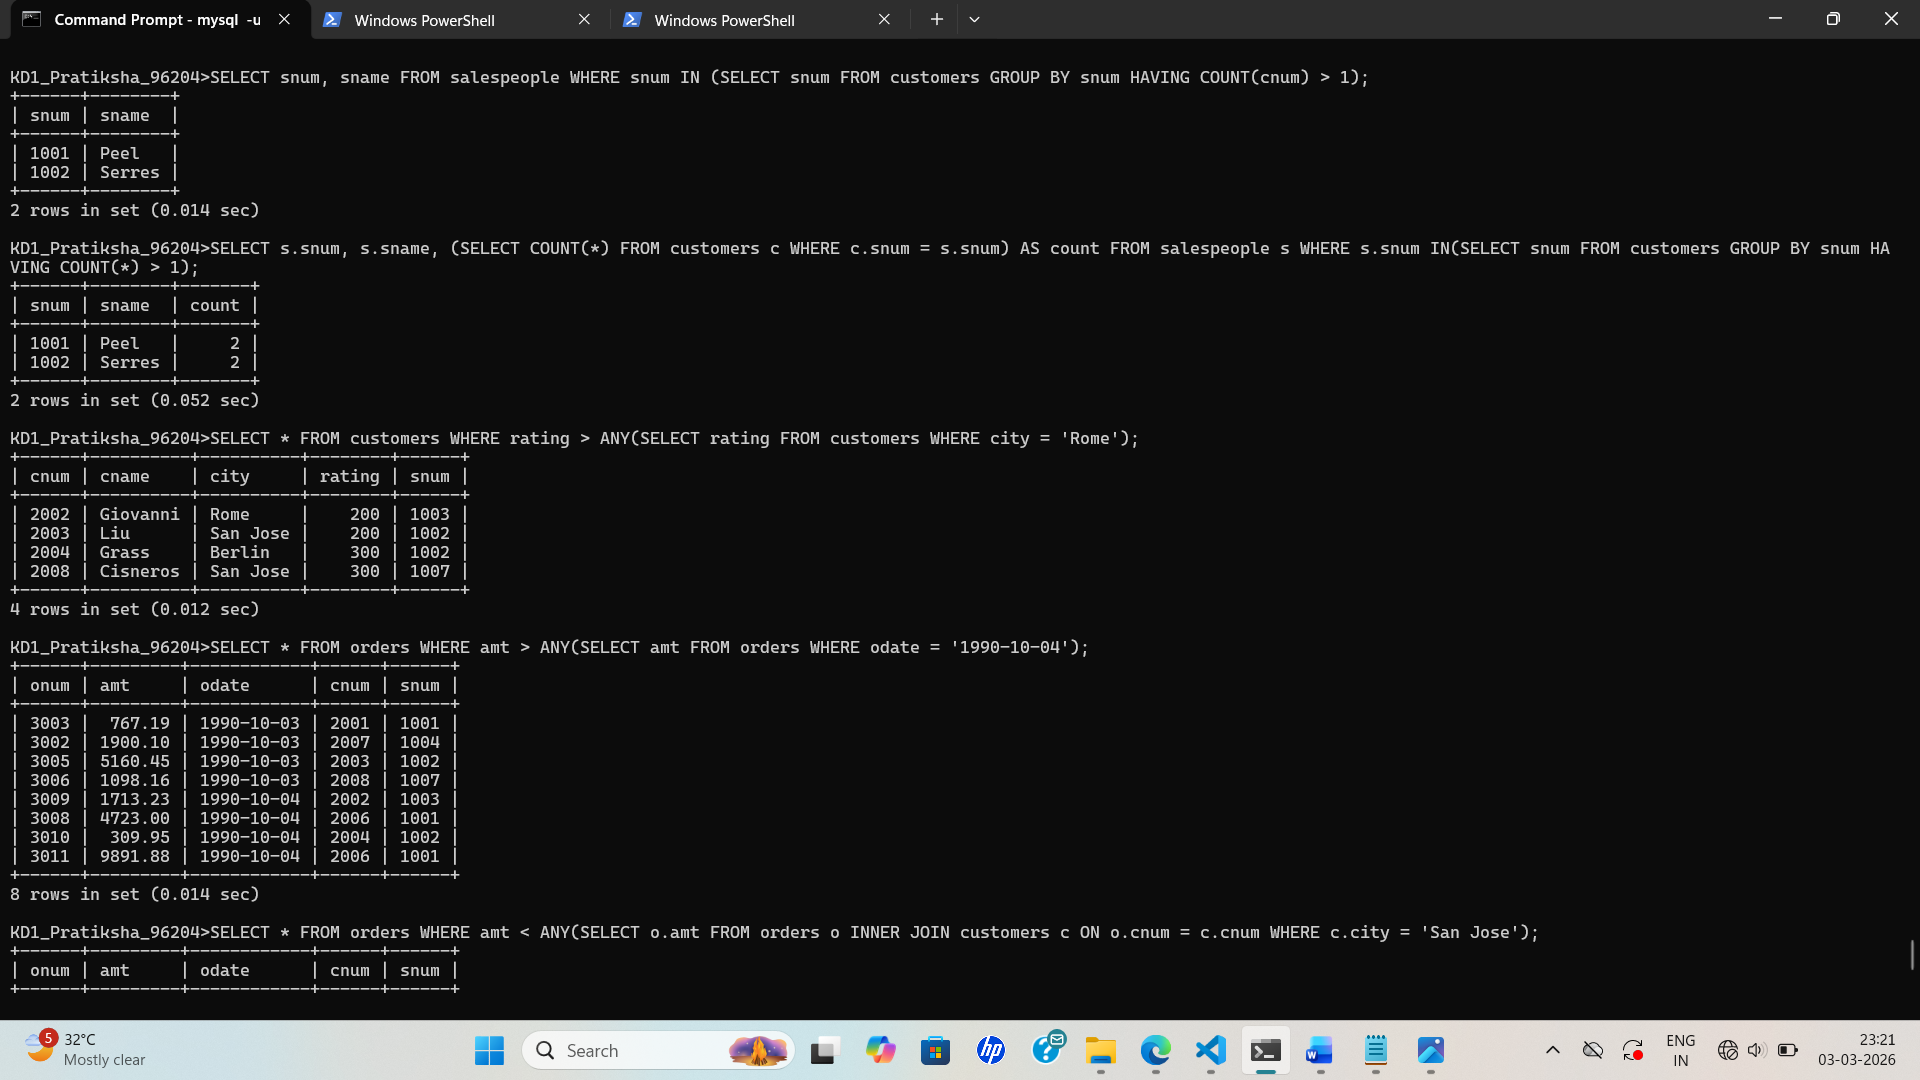 Command Prompt - mysql -u
Windows PowerShell
Windows PowerShell
KD1_Pratiksha_96204>SELECT snum, sname FROM salespeople WHERE snum IN (SELECT snum FROM customers GROUP BY snum HAVING COUNT(cnum) > 1);
+------+--------+
| snum | sname  |
+------+--------+
| 1001 | Peel   |
| 1002 | Serres |
+------+--------+
2 rows in set (0.014 sec)
KD1_Pratiksha_96204>SELECT s.snum, s.sname, (SELECT COUNT(*) FROM customers c WHERE c.snum = s.snum) AS count FROM salespeople s WHERE s.snum IN(SELECT snum FROM customers GROUP BY snum HA
VING COUNT(*) > 1);
+------+--------+-------+
| snum | sname  | count |
+------+--------+-------+
| 1001 | Peel   |     2 |
| 1002 | Serres |     2 |
+------+--------+-------+
2 rows in set (0.052 sec)
KD1_Pratiksha_96204>SELECT * FROM customers WHERE rating > ANY(SELECT rating FROM customers WHERE city = 'Rome');
+------+----------+----------+--------+------+
| cnum | cname    | city     | rating | snum |
+------+----------+----------+--------+------+
| 2002 | Giovanni | Rome     |    200 | 1003 |
| 2003 | Liu      | San Jose |    200 | 1002 |
| 2004 | Grass    | Berlin   |    300 | 1002 |
| 2008 | Cisneros | San Jose |    300 | 1007 |
+------+----------+----------+--------+------+
4 rows in set (0.012 sec)
KD1_Pratiksha_96204>SELECT * FROM orders WHERE amt > ANY(SELECT amt FROM orders WHERE odate = '1990-10-04');
+------+---------+------------+------+------+
| onum | amt     | odate      | cnum | snum |
+------+---------+------------+------+------+
| 3003 |  767.19 | 1990-10-03 | 2001 | 1001 |
| 3002 | 1900.10 | 1990-10-03 | 2007 | 1004 |
| 3005 | 5160.45 | 1990-10-03 | 2003 | 1002 |
| 3006 | 1098.16 | 1990-10-03 | 2008 | 1007 |
| 3009 | 1713.23 | 1990-10-04 | 2002 | 1003 |
| 3008 | 4723.00 | 1990-10-04 | 2006 | 1001 |
| 3010 |  309.95 | 1990-10-04 | 2004 | 1002 |
| 3011 | 9891.88 | 1990-10-04 | 2006 | 1001 |
+------+---------+------------+------+------+
8 rows in set (0.014 sec)
KD1_Pratiksha_96204>SELECT * FROM orders WHERE amt < ANY(SELECT o.amt FROM orders o INNER JOIN customers c ON o.cnum = c.cnum WHERE c.city = 'San Jose');
+------+---------+------------+------+------+
| onum | amt     | odate      | cnum | snum |
+------+---------+------------+------+------+
5
32°C
Mostly clear
Search
hp
W
ENG
IN
23:21
03-03-2026